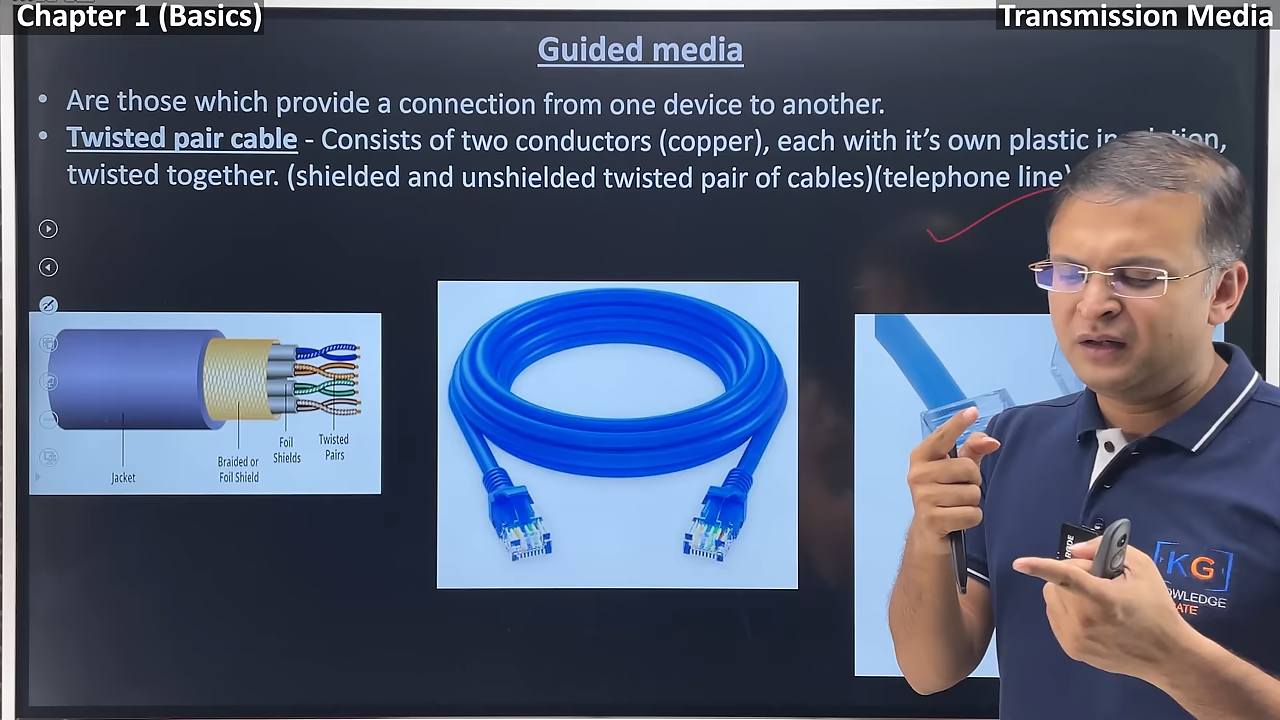 Chapter 1 (Basics)
Transmission Media
Guided media
• Are those which provide a connection from one device to another.
• Twisted pair cable - Consists of two conductors (copper), each with it's own plastic
twisted together. (shielded and unshielded twisted pair of cables)(telephone line)
Jacket
Braided or
Foil Shield
Foil
Shields
Twisted
Pairs
KG